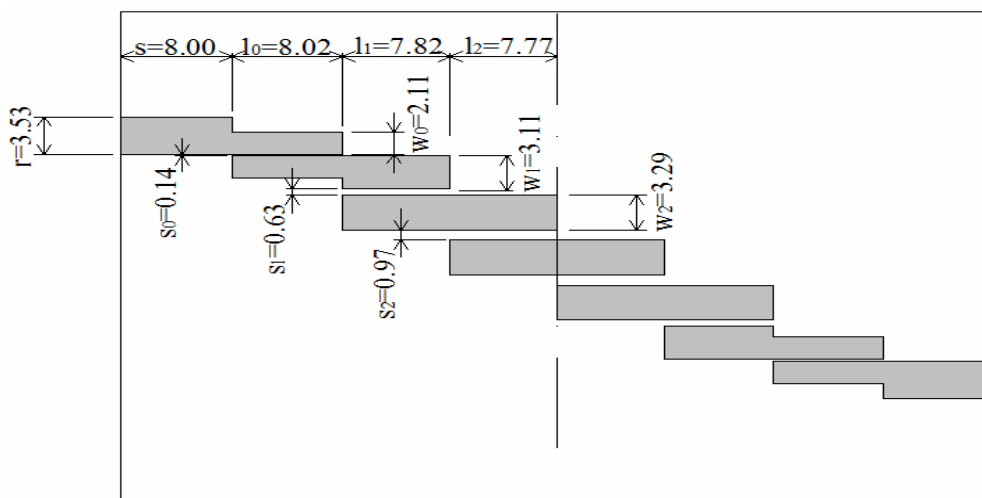 s=8.00 l0=8.02 l1=7.82 l2=7.77
r=3.53
w0=2.11
w1=3.11
w2=3.29
s0=0.14
s1=0.63
s2=0.97